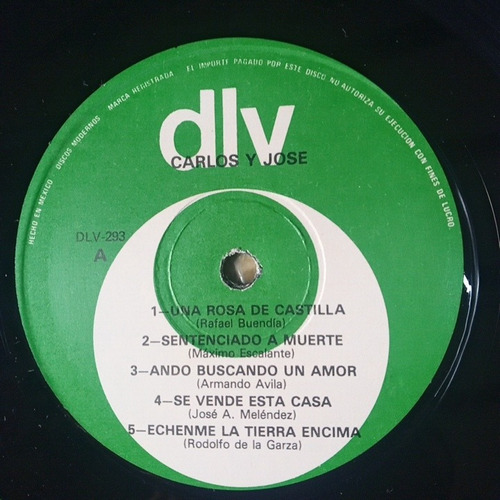 HECHO EN MEXICO DISCOS MODERNOS MARCA REGISTRADA EL IMPORTE PAGADO POR ESTE DISCO NO AUTORIZA SU EJECUCION CON FINES DE LUCRO.
dlv
CARLOS Y JOSE
DLV-293
A
1—UNA ROSA DE CASTILLA
(Rafael Buendía)
2—SENTENCIADO A MUERTE
(Máximo Escalante)
3—ANDO BUSCANDO UN AMOR
(Armando Avila)
4—SE VENDE ESTA CASA
(José A. Meléndez)
5—ECHENME LA TIERRA ENCIMA
(Rodolfo de la Garza)